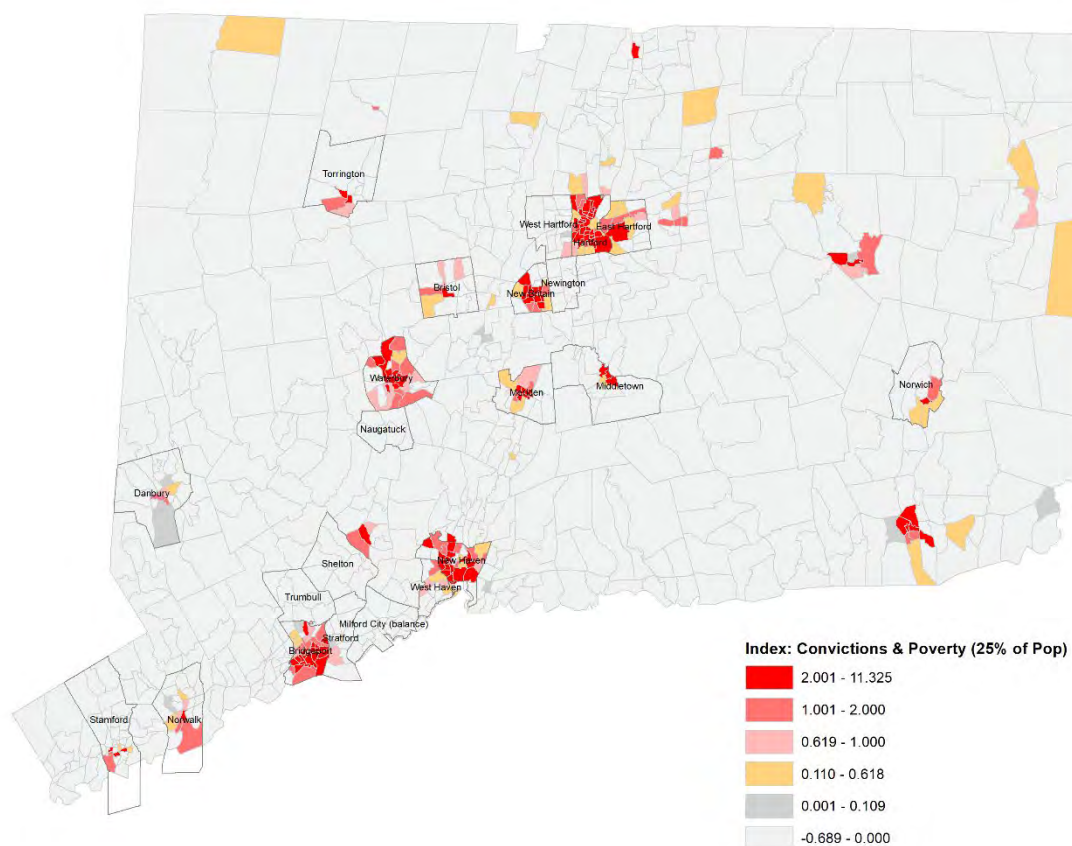 Torrington
West Hartford
East Hartford
Hartford
Bristol
Newington
New Britain
Waterbury
Meriden
Middletown
Norwich
Naugatuck
Danbury
Shelton
New Haven
West Haven
Trumbull
Milford City (balance)
Stratford
Bridgeport
Stamford
Norwalk
Index: Convictions & Poverty (25% of Pop)
2.001 - 11.325
1.001 - 2.000
0.619 - 1.000
0.110 - 0.618
0.001 - 0.109
-0.689 - 0.000